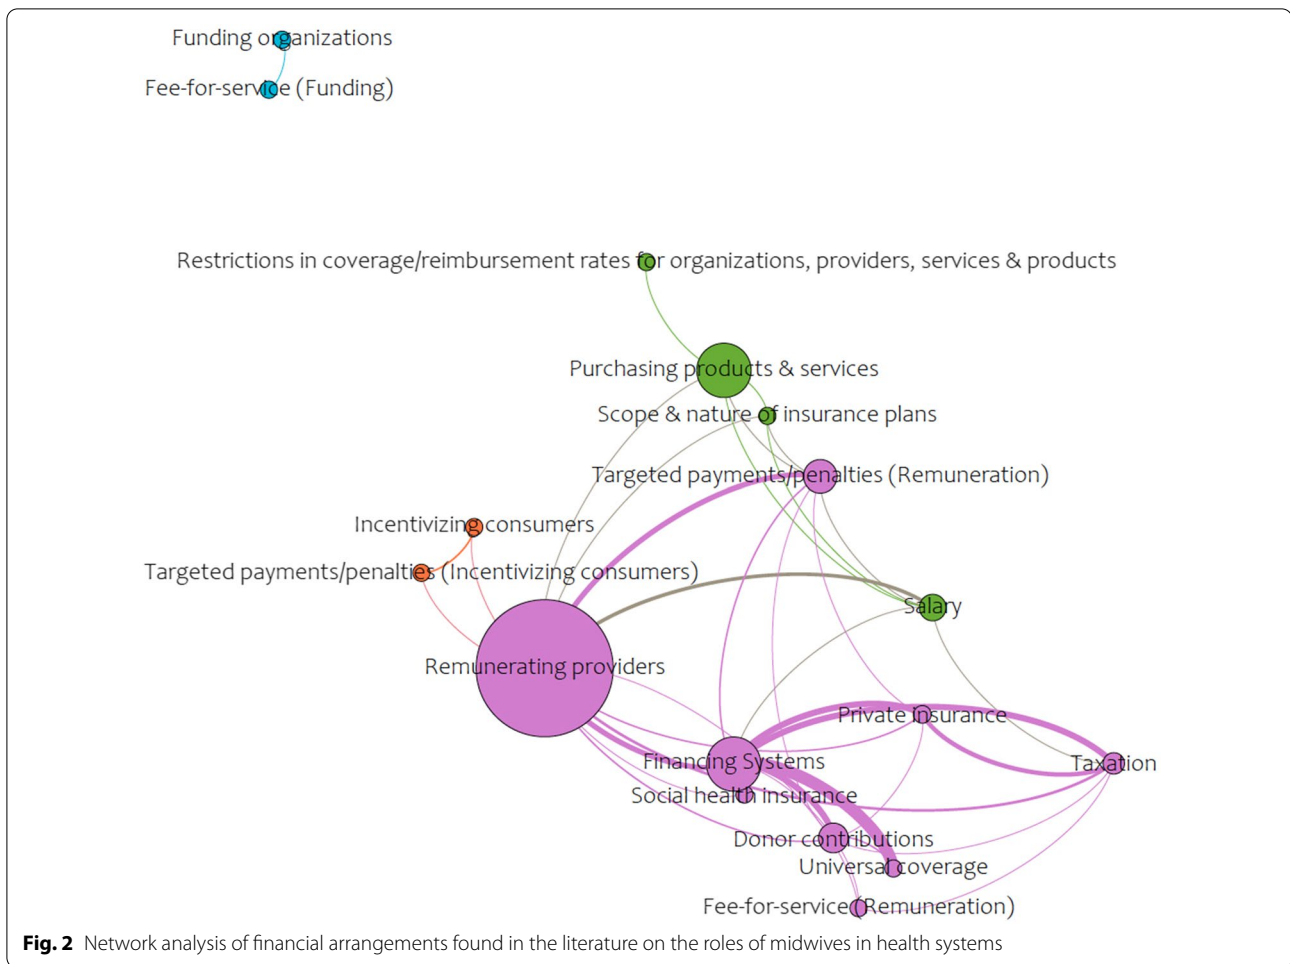 Funding organizations
Fee-for-service (Funding)
Restrictions in coverage/reimbursement rates for organizations, providers, services & products
Purchasing products & services
Scope & nature of insurance plans
Targeted payments/penalties (Remuneration)
Incentivizing consumers
Targeted payments/penalties (Incentivizing consumers)
Salary
Remunerating providers
Private insurance
Financing Systems
Taxation
Social health insurance
Donor contributions
Universal coverage
Fee-for-service (Remuneration)
Fig. 2 Network analysis of financial arrangements found in the literature on the roles of midwives in health systems